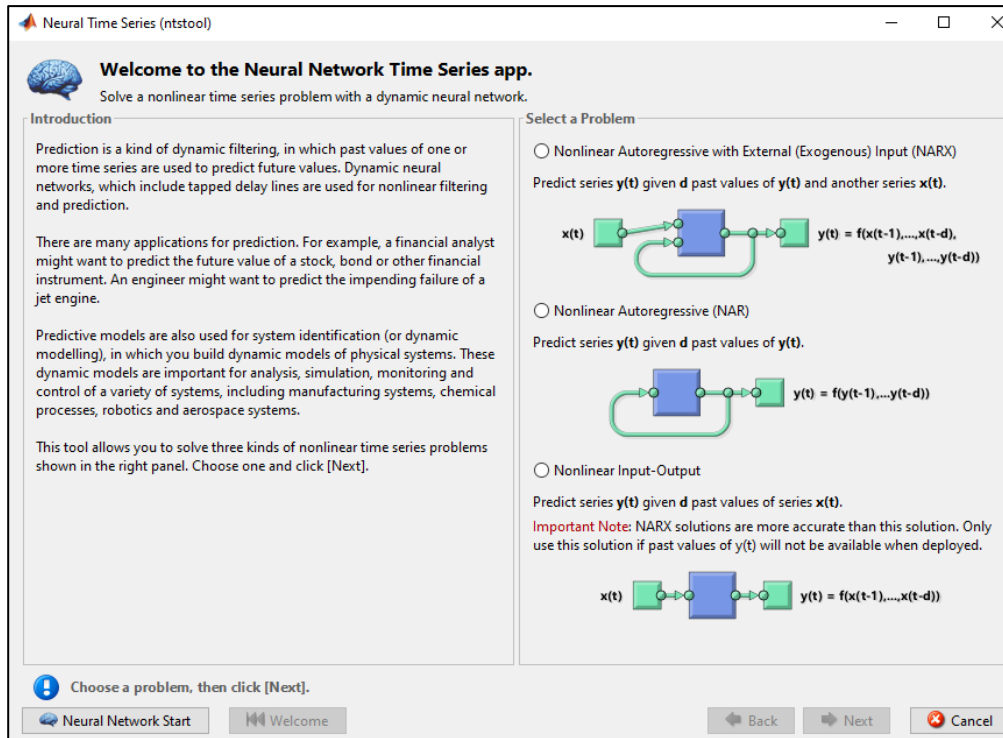 Neural Time Series (ntstool)
Welcome to the Neural Network Time Series app.
Solve a nonlinear time series problem with a dynamic neural network.
Introduction
Prediction is a kind of dynamic filtering, in which past values of one or
more time series are used to predict future values. Dynamic neural
networks, which include tapped delay lines are used for nonlinear filtering
and prediction.
There are many applications for prediction. For example, a financial analyst
might want to predict the future value of a stock, bond or other financial
instrument. An engineer might want to predict the impending failure of a
jet engine.
Predictive models are also used for system identification (or dynamic
modelling), in which you build dynamic models of physical systems. These
dynamic models are important for analysis, simulation, monitoring and
control of a variety of systems, including manufacturing systems, chemical
processes, robotics and aerospace systems.
This tool allows you to solve three kinds of nonlinear time series problems
shown in the right panel. Choose one and click [Next].
Select a Problem
Nonlinear Autoregressive with External (Exogenous) Input (NARX)
Predict series y(t) given d past values of y(t) and another series x(t).
x(t) y(t) = f(x(t-1),...,x(t-d),
y(t-1),...,y(t-d))
Nonlinear Autoregressive (NAR)
Predict series y(t) given d past values of y(t).
y(t) = f(y(t-1),...y(t-d))
Nonlinear Input-Output
Predict series y(t) given d past values of series x(t).
Important Note: NARX solutions are more accurate than this solution. Only
use this solution if past values of y(t) will not be available when deployed.
x(t) y(t) = f(x(t-1),...,x(t-d))
Choose a problem, then click [Next].
Neural Network Start Welcome Back Next Cancel